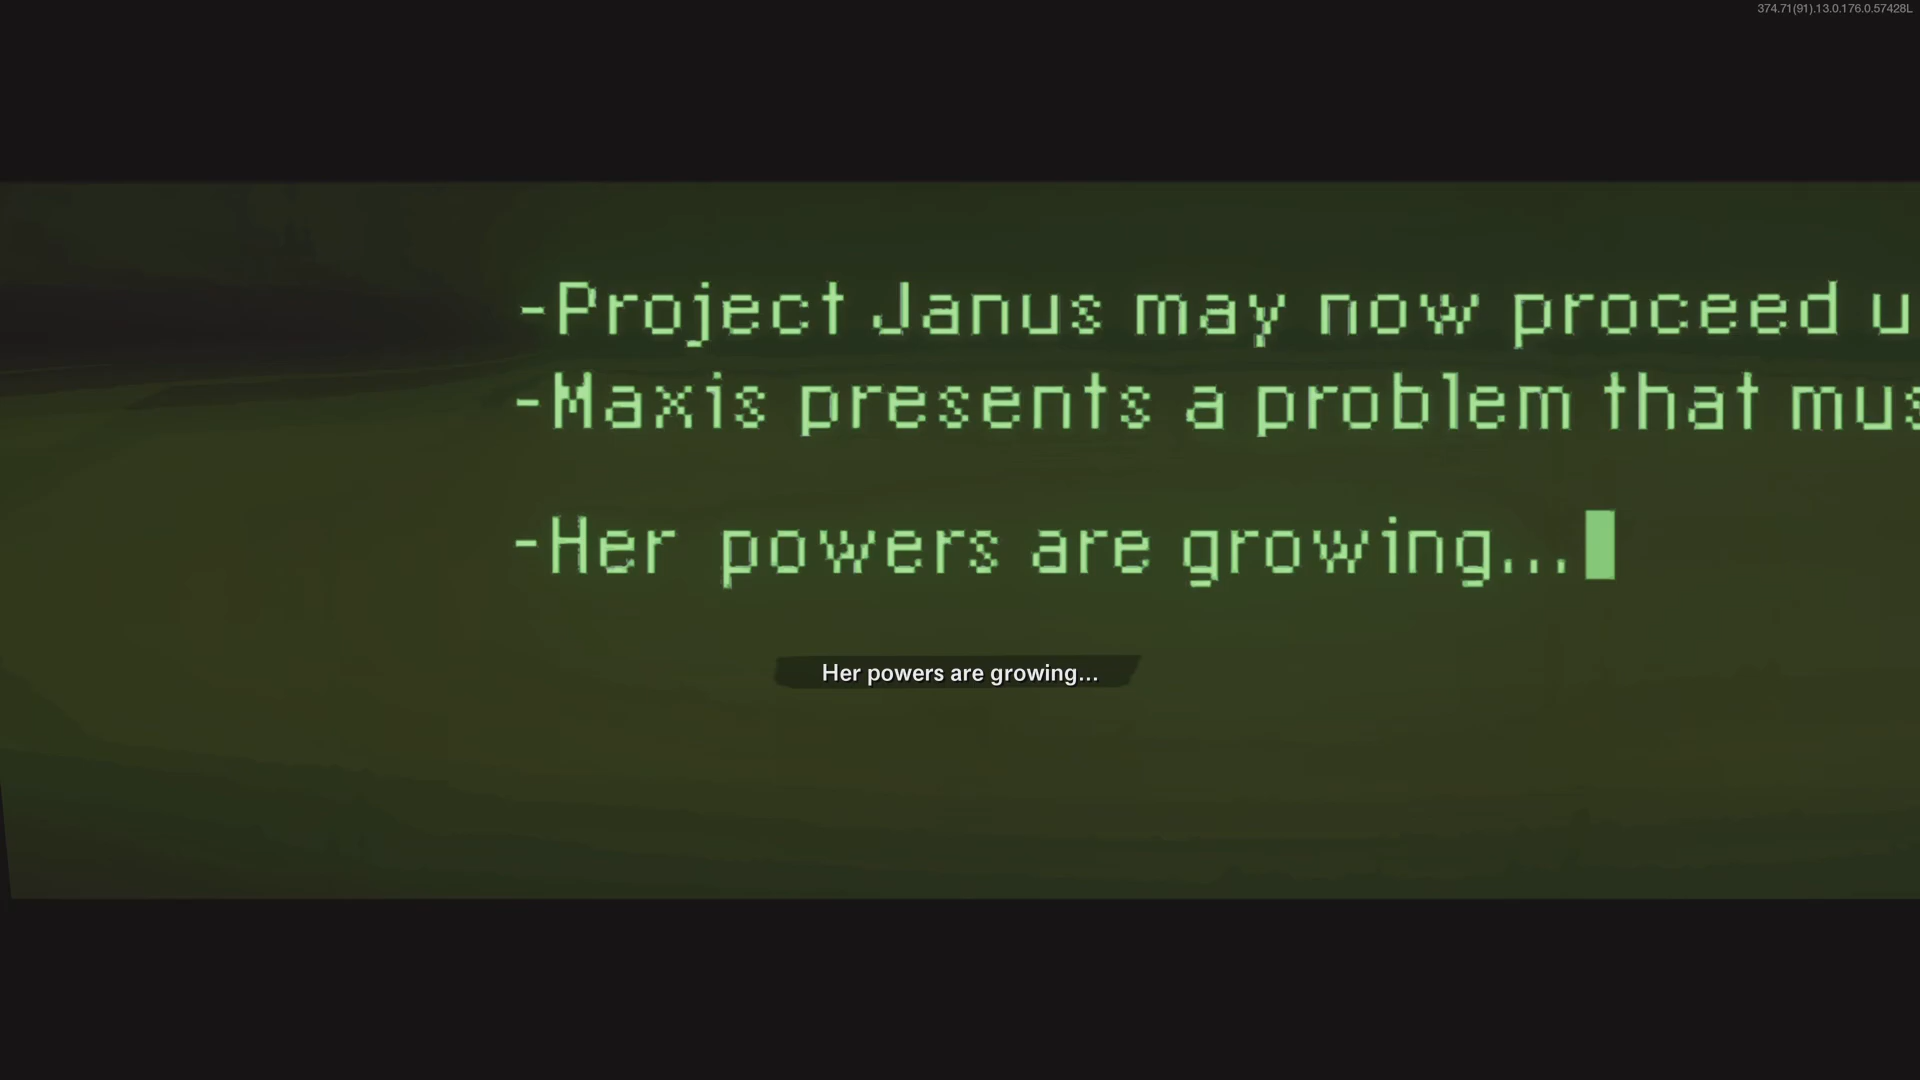 374.71(91).13.0.176.0.57428L
-Project Janus may now proceed u
-Maxis presents a problem that mus
-Her powers are growing...
Her powers are growing...